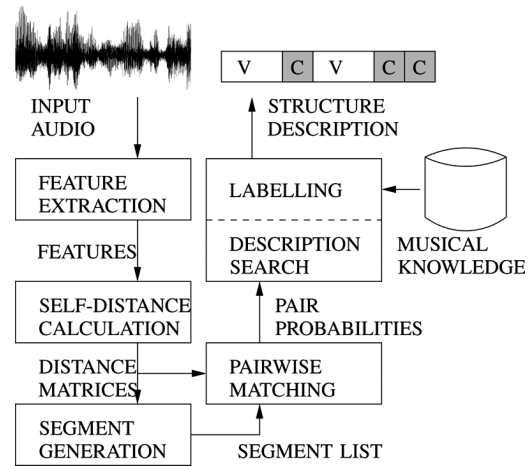 V C V C C
INPUT
AUDIO
STRUCTURE
DESCRIPTION
FEATURE
EXTRACTION
LABELLING
FEATURES
DESCRIPTION
SEARCH
MUSICAL
KNOWLEDGE
SELF-DISTANCE
CALCULATION
PAIR
PROBABILITIES
DISTANCE
MATRICES
PAIRWISE
MATCHING
SEGMENT
GENERATION
SEGMENT LIST